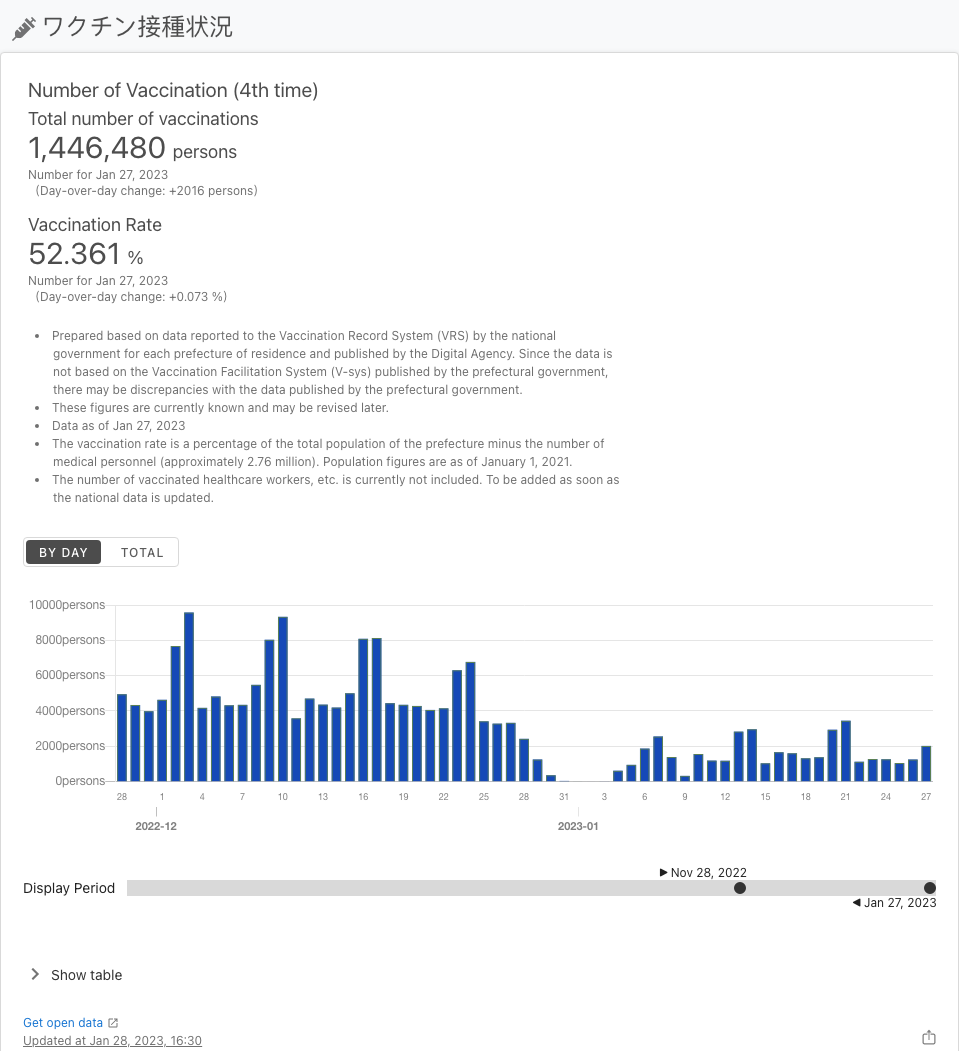 ワクチン接種状況
Number of Vaccination (4th time)
Total number of vaccinations
1,446,480 persons
Number for Jan 27, 2023
(Day-over-day change: +2016 persons)
Vaccination Rate
52.361 %
Number for Jan 27, 2023
(Day-over-day change: +0.073 %)
• Prepared based on data reported to the Vaccination Record System (VRS) by the national
government for each prefecture of residence and published by the Digital Agency. Since the data is
not based on the Vaccination Facilitation System (V-sys) published by the prefectural government,
there may be discrepancies with the data published by the prefectural government.
• These figures are currently known and may be revised later.
• Data as of Jan 27, 2023
• The vaccination rate is a percentage of the total population of the prefecture minus the number of
medical personnel (approximately 2.76 million). Population figures are as of January 1, 2021.
• The number of vaccinated healthcare workers, etc. is currently not included. To be added as soon as
the national data is updated.
BY DAY TOTAL
10000persons
8000persons
6000persons
4000persons
2000persons
0persons
28 1 4 7 10 13 16 19 22 25 28 31 3 6 9 12 15 18 21 24 27
2022-12 2023-01
▶ Nov 28, 2022
Display Period
◀ Jan 27, 2023
Show table
Get open data
Updated at Jan 28, 2023, 16:30